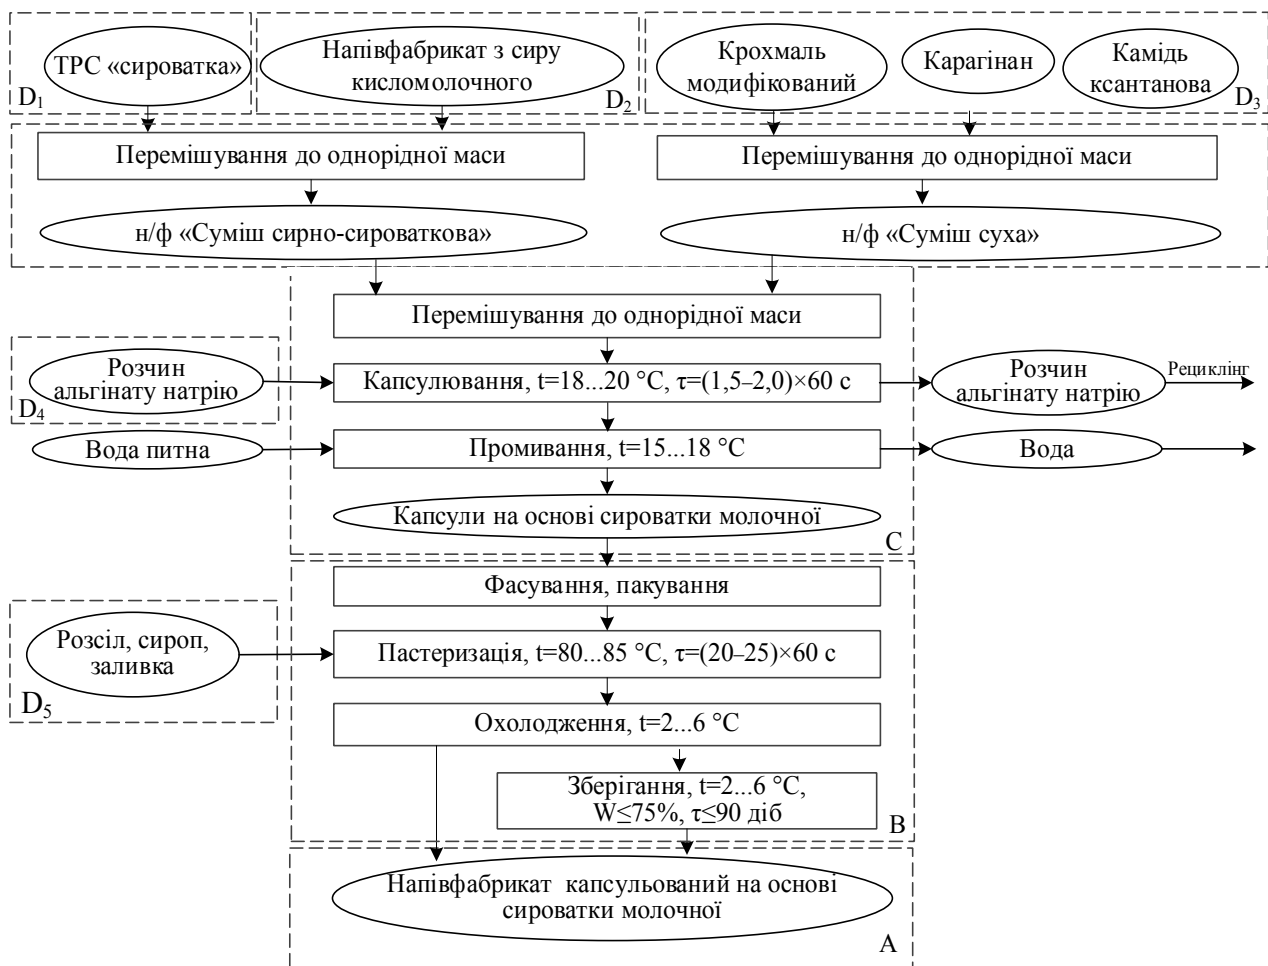 ТРС «сироватка»
D1
Напівфабрикат з сиру
кисломолочного
D2
Крохмаль
модифікований
Карагінан
Камідь
ксантанова
D3
Перемішування до однорідної маси
Перемішування до однорідної маси
н/ф «Суміш сирно-сироваткова»
н/ф «Суміш суха»
Перемішування до однорідної маси
Розчин
альгінату натрію
D4
Капсулювання, t=18...20 °C, τ=(1,5–2,0)×60 с
Розчин
альгінату натрію
Рециклінг
Вода питна
Промивання, t=15...18 °C
Вода
Капсули на основі сироватки молочної
C
Фасування, пакування
Розсіл, сироп,
заливка
D5
Пастеризація, t=80...85 °C, τ=(20–25)×60 с
Охолодження, t=2...6 °C
Зберігання, t=2...6 °C,
W≤75%, τ≤90 діб
B
Напівфабрикат капсульований на основі
сироватки молочної
A